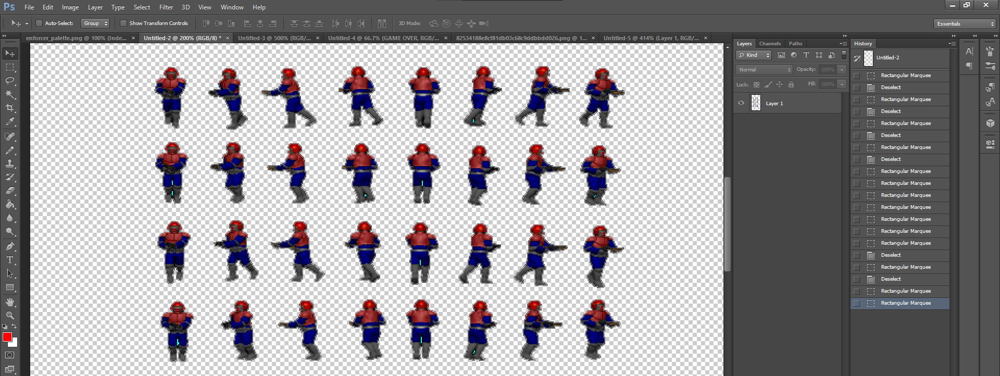 Ps File Edit Image Layer Type Select Filter 3D View Window Help
Auto-Select: Group Show Transform Controls 3D Mode: Essentials
enforcer_palette.png @ 100% (Inde... × Untitled-2 @ 200% (RGB/8) * × Untitled-3 @ 500% (RGB/... × Untitled-4 @ 66.7% (GAME OVER, RGB/... × 82534188e8cf81db03c68c9ddbbdd026.png @ 1... × Untitled-5 @ 414% (Layer 1, RGB/... ×
Layers Channels Paths
Kind
Normal Opacity: 100%
Lock: Fill: 100%
Layer 1
History
Untitled-2
Rectangular Marquee
Deselect
Rectangular Marquee
Deselect
Rectangular Marquee
Deselect
Rectangular Marquee
Deselect
Rectangular Marquee
Rectangular Marquee
Rectangular Marquee
Rectangular Marquee
Rectangular Marquee
Rectangular Marquee
Rectangular Marquee
Deselect
Rectangular Marquee
Deselect
Rectangular Marquee
Rectangular Marquee